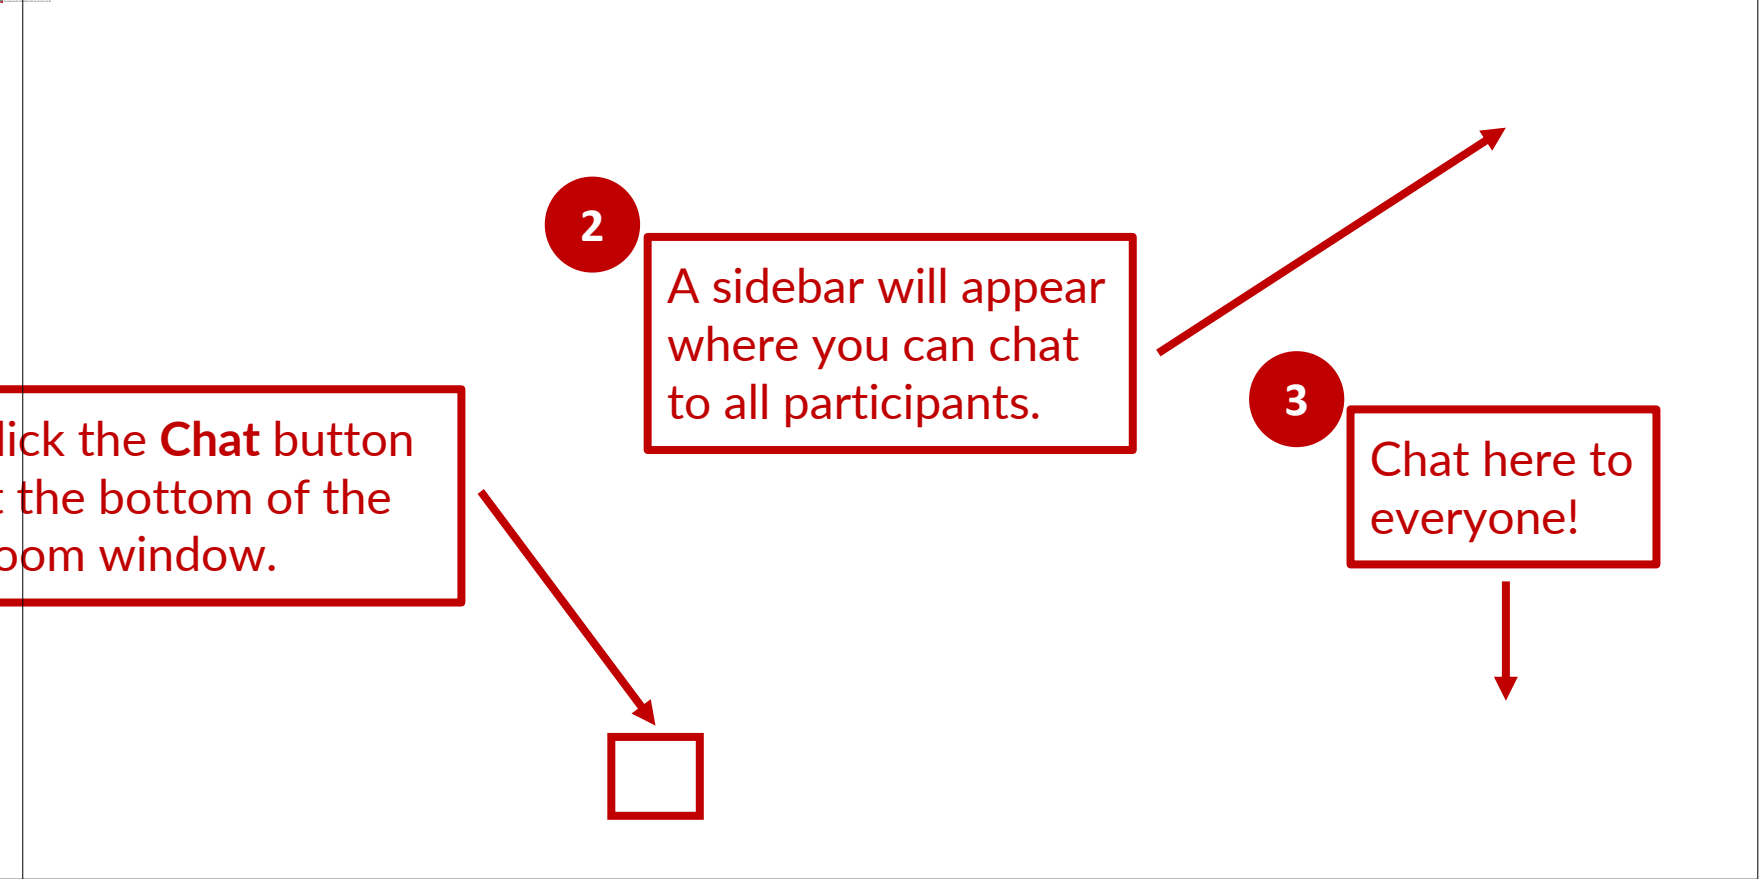 lick the Chat button
t the bottom of the
oom window.
2
A sidebar will appear
where you can chat
to all participants.
3
Chat here to
everyone!